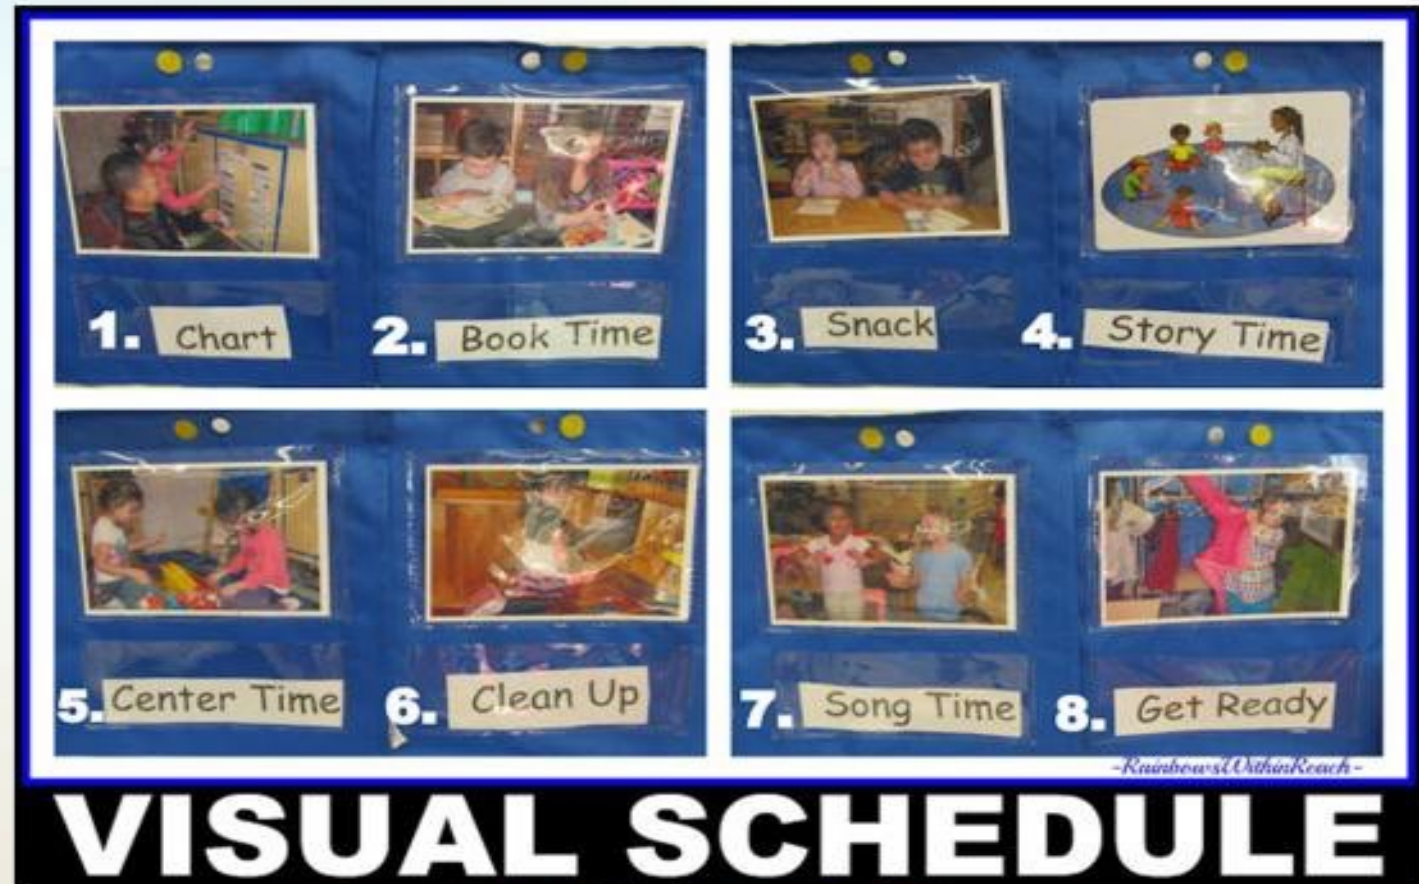 1. Chart
2. Book Time
3. Snack
4. Story Time
5. Center Time
6. Clean Up
7. Song Time
8. Get Ready
-RainbowsWithinReach-
VISUAL SCHEDULE